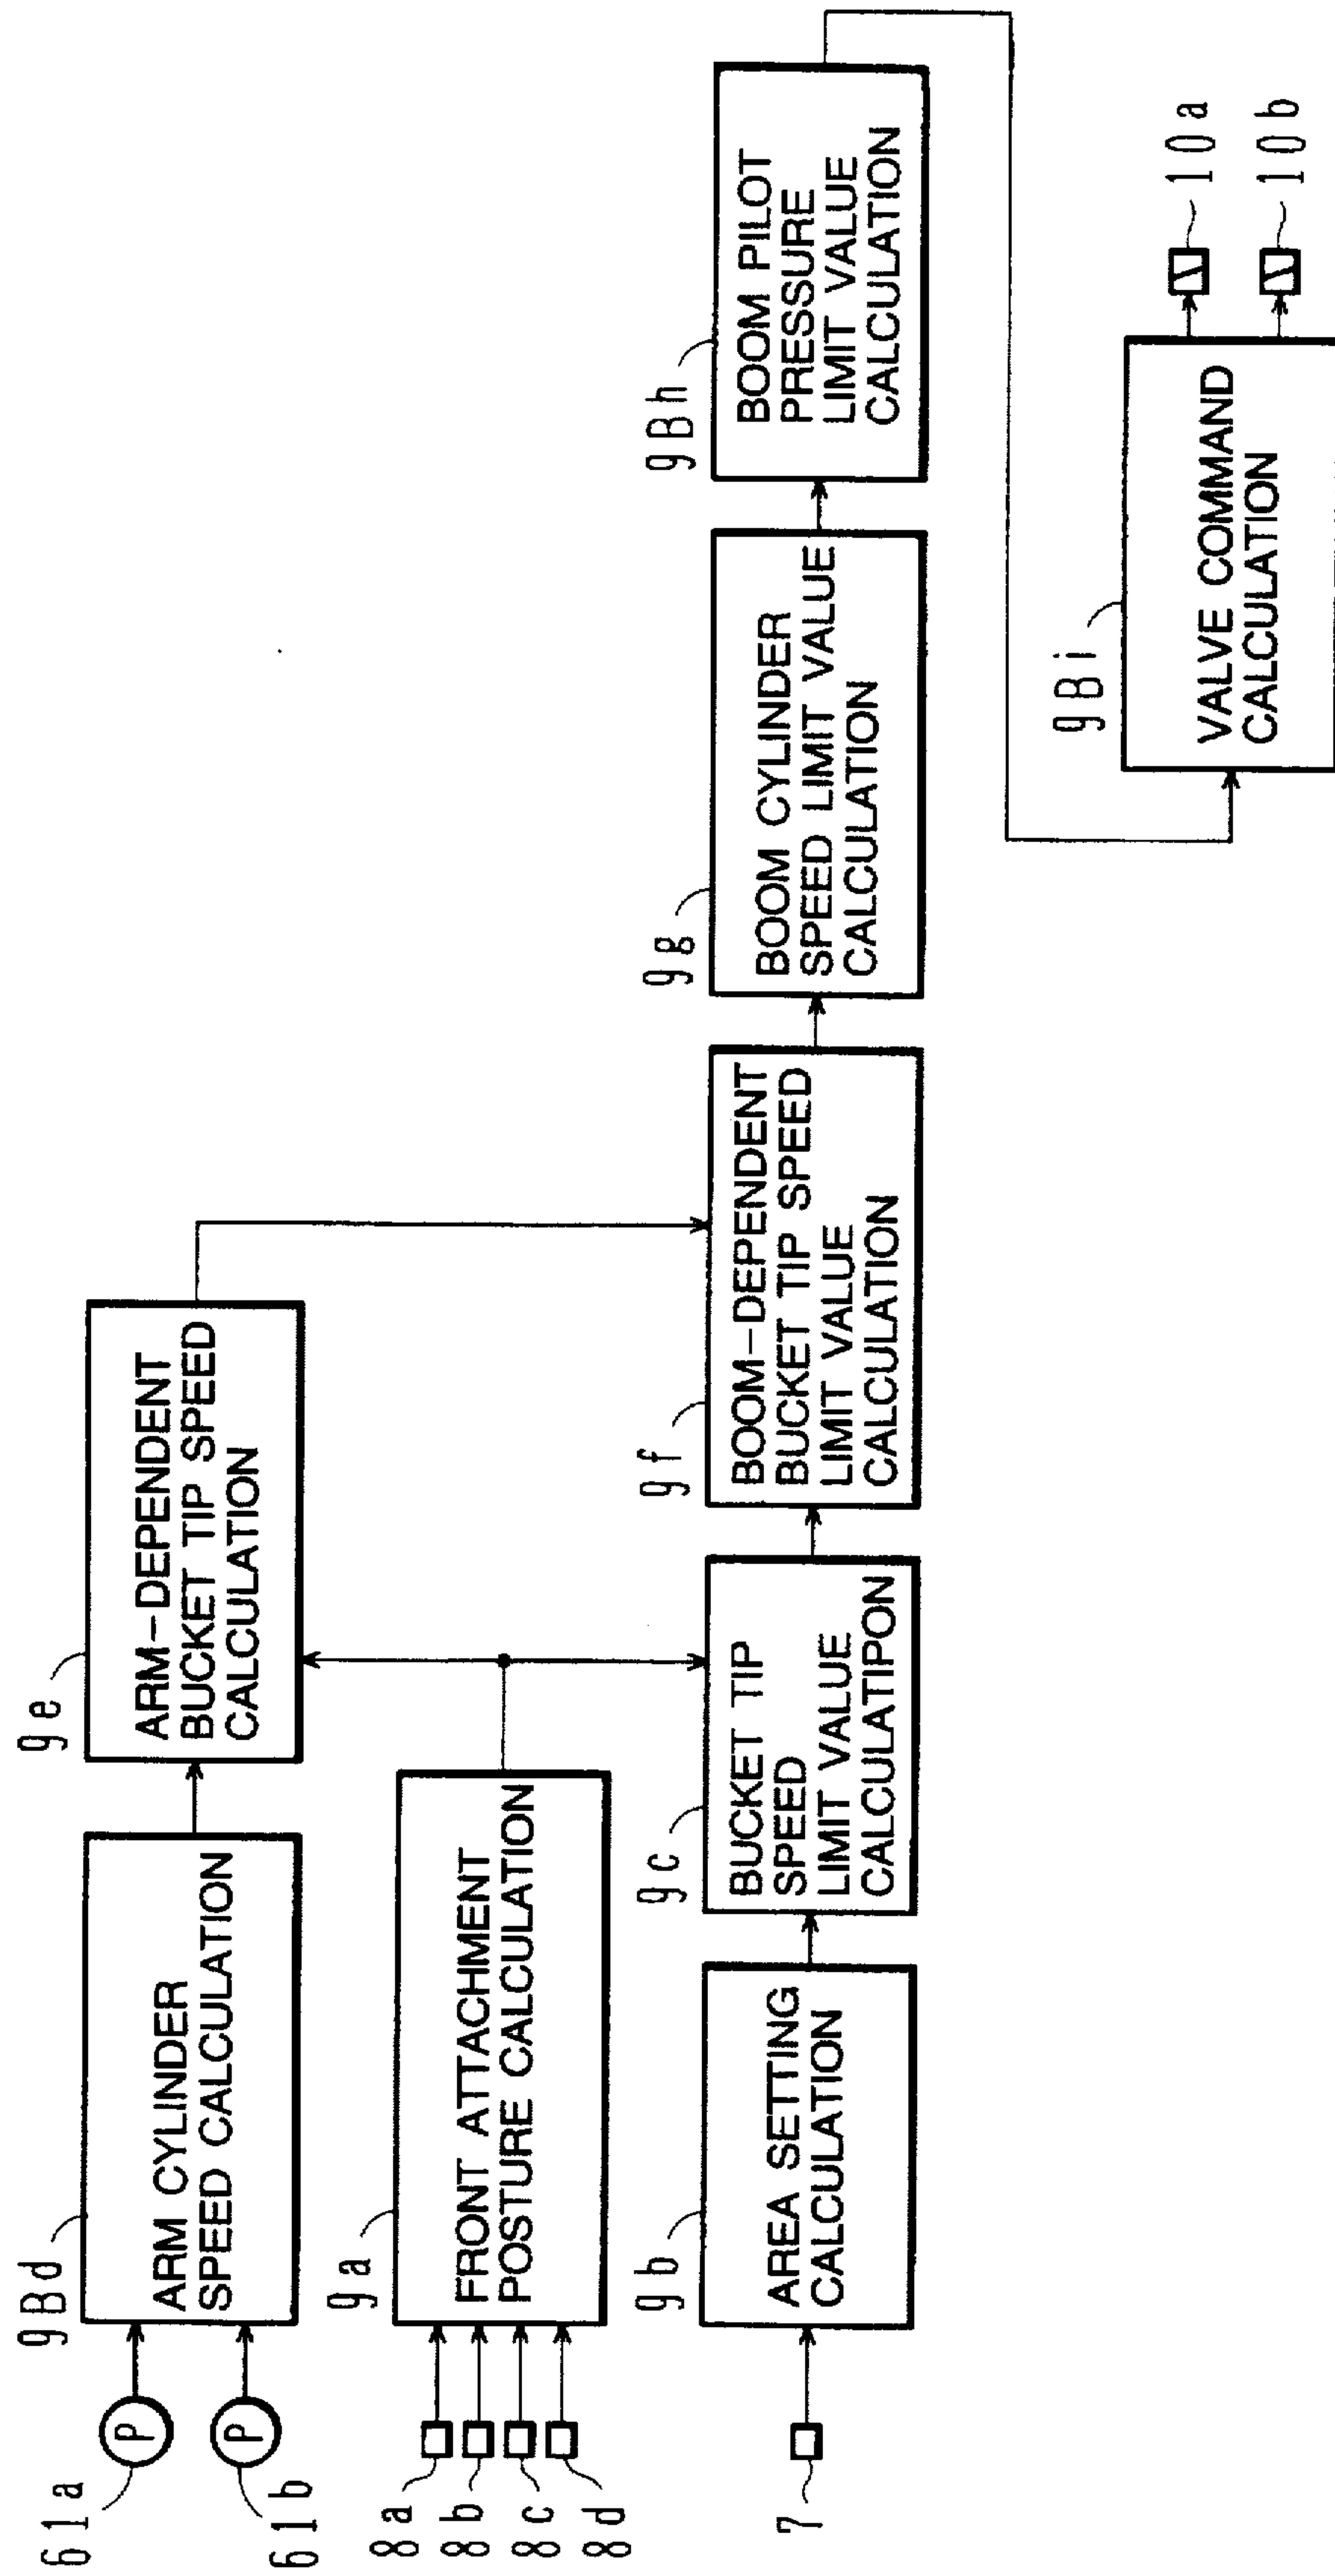 61a
61b
P
P
9Bd
ARM CYLINDER
SPEED CALCULATION
9e
ARM-DEPENDENT
BUCKET TIP SPEED
CALCULATION
8a
8b
8c
8d
9a
FRONT ATTACHMENT
POSTURE CALCULATION
7
9b
AREA SETTING
CALCULATION
9c
BUCKET TIP
SPEED
LIMIT VALUE
CALCULATIPON
9f
BOOM-DEPENDENT
BUCKET TIP SPEED
LIMIT VALUE
CALCULATION
9g
BOOM CYLINDER
SPEED LIMIT VALUE
CALCULATION
9Bh
BOOM PILOT
PRESSURE
LIMIT VALUE
CALCULATION
9Bi
VALVE COMMAND
CALCULATION
10a
10b